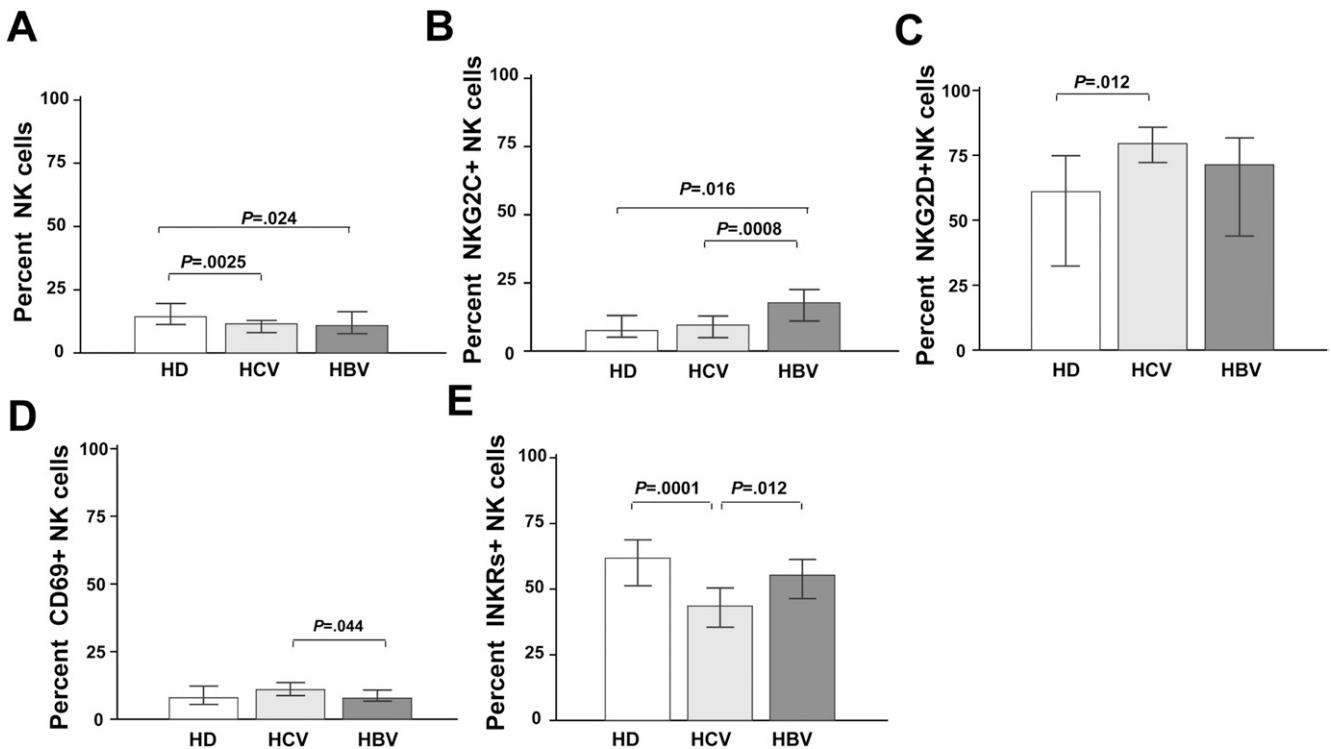 A
Percent NK cells
100
75
50
25
0
P=.024
P=.0025
HD HCV HBV
B
Percent NKG2C+ NK cells
100
75
50
25
0
P=.016
P=.0008
HD HCV HBV
C
Percent NKG2D+NK cells
100
75
50
25
0
P=.012
HD HCV HBV
D
Percent CD69+ NK cells
100
75
50
25
0
P=.044
HD HCV HBV
E
Percent INKRs+ NK cells
100
75
50
25
0
P=.0001 P=.012
HD HCV HBV